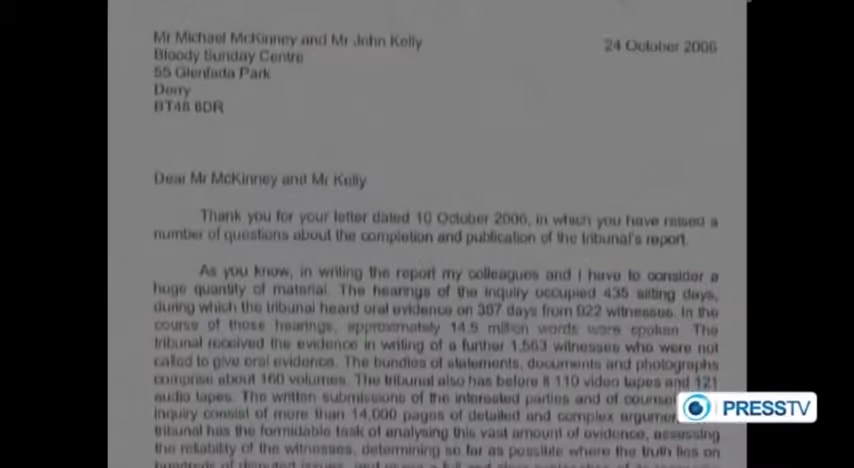 Mr Michael McKinney and Mr John Kelly
24 October 2006
Bloody Sunday Centre
55 Glenfada Park
Derry
BT48 6DR
Dear Mr McKinney and Mr Kelly
Thank you for your letter dated 10 October 2006, in which you have raised a
number of questions about the completion and publication of the tribunal's report.
As you know, in writing the report my colleagues and I have to consider a
huge quantity of material. The hearings of the inquiry occupied 435 sitting days,
during which the tribunal heard oral evidence on 367 days from 922 witnesses. In the
course of those hearings, approximately 14.5 million words were spoken. The
tribunal received the evidence in writing of a further 1,563 witnesses who were not
called to give oral evidence. The bundles of statements, documents and photographs
comprise about 160 volumes. The tribunal also has before it 110 video tapes and 121
audio tapes. The written submissions of the interested parties and of counsel
inquiry consist of more than 14,000 pages of detailed and complex argume
tribunal has the formidable task of analysing this vast amount of evidence, assessing
the reliability of the witnesses, determining so far as possible where the truth lies on
hundreds of disputed issues, and
PRESSTV